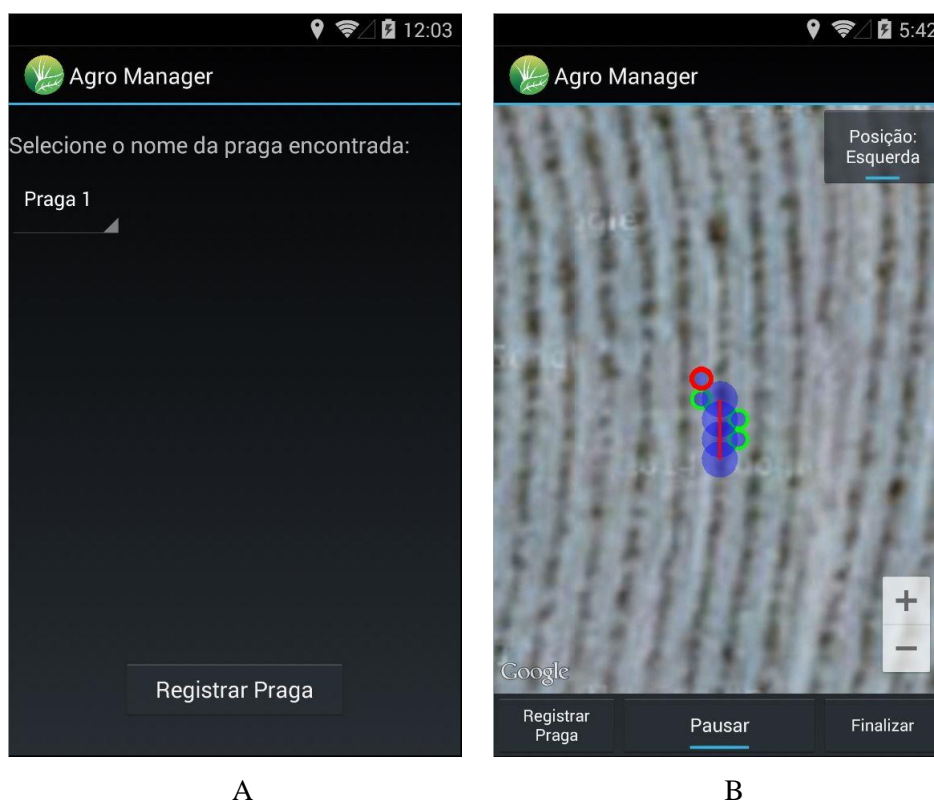 12:03
Agro Manager
Selecione o nome da praga encontrada:
Praga 1
Registrar Praga
A
5:42
Agro Manager
Posição:
Esquerda
Google
Registrar
Praga
Pausar
Finalizar
B